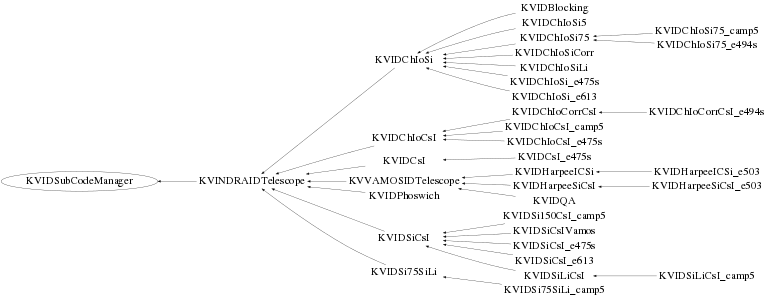 KVIDBlocking
KVIDChIoSi5
KVIDChIoSi75
KVIDChIoSi75_camp5
KVIDChIoSi75_e494s
KVIDChIoSi
KVIDChIoSiCorr
KVIDChIoSiLi
KVIDChIoSi_e475s
KVIDChIoSi_e613
KVIDChIoCorrCsI
KVIDChIoCorrCsI_e494s
KVIDChIoCsI
KVIDChIoCsI_camp5
KVIDChIoCsI_e475s
KVIDCsI
KVIDCsI_e475s
KVIDSubCodeManager
KVINDRAIDTelescope
KVVAMOSIDTelescope
KVIDHarpeeICSi
KVIDHarpeeICSi_e503
KVIDHarpeeSiCsI
KVIDHarpeeSiCsI_e503
KVIDPhoswich
KVIDQA
KVIDSi150CsI_camp5
KVIDSiCsIVamos
KVIDSiCsI
KVIDSiCsI_e475s
KVIDSiCsI_e613
KVIDSiLiCsI
KVIDSiLiCsI_camp5
KVIDSi75SiLi
KVIDSi75SiLi_camp5